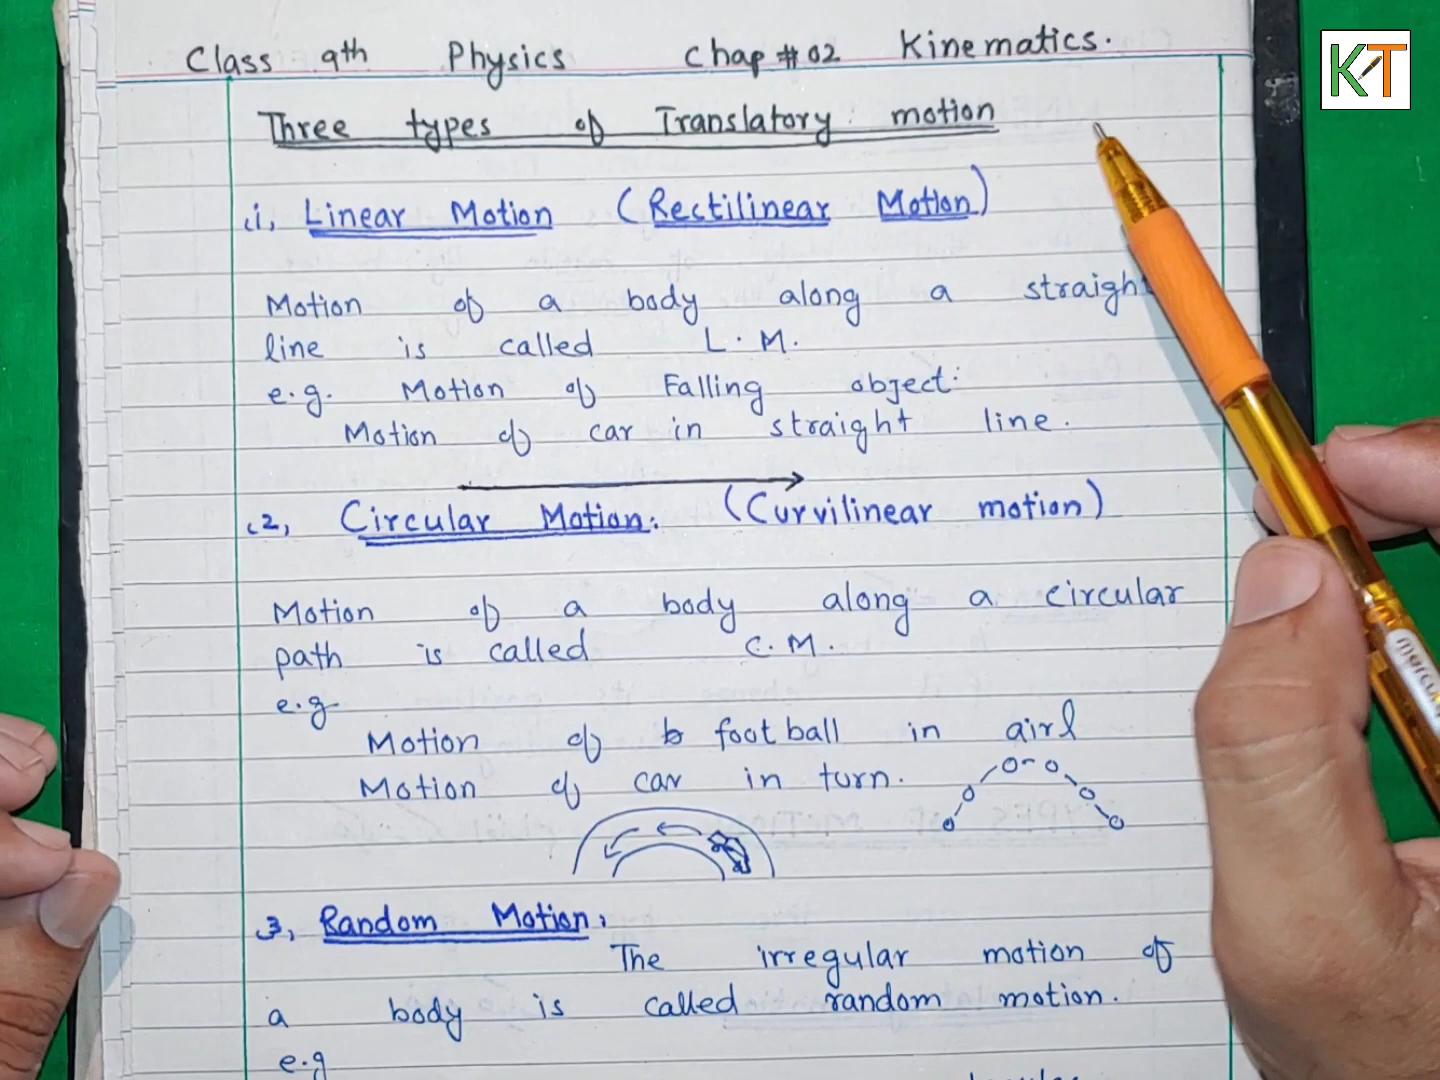 Class 9th Physics Chap # 02 Kinematics.
KT
Three types of Translatory motion
(1, Linear Motion (Rectilinear Motion)
Motion of a body along a straight
line is called L.M.
e.g. Motion of Falling object:
Motion of car in straight line.
(2, Circular Motion: (Curvilinear motion)
Motion of a body along a circular
path is called C.M.
e.g
Motion of football in air
Motion of car in turn.
(3, Random Motion:
The irregular motion of
a body is called random motion.
e.g